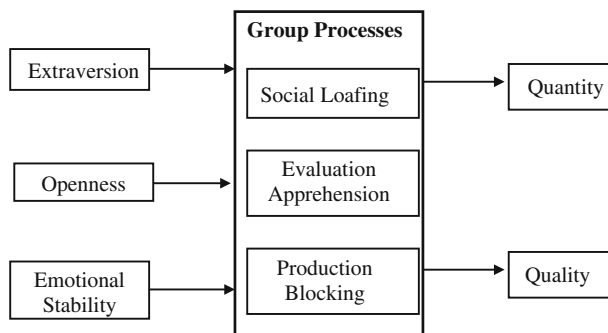 Group Processes
Extraversion
Social Loafing
Quantity
Openness
Evaluation
Apprehension
Emotional
Stability
Production
Blocking
Quality